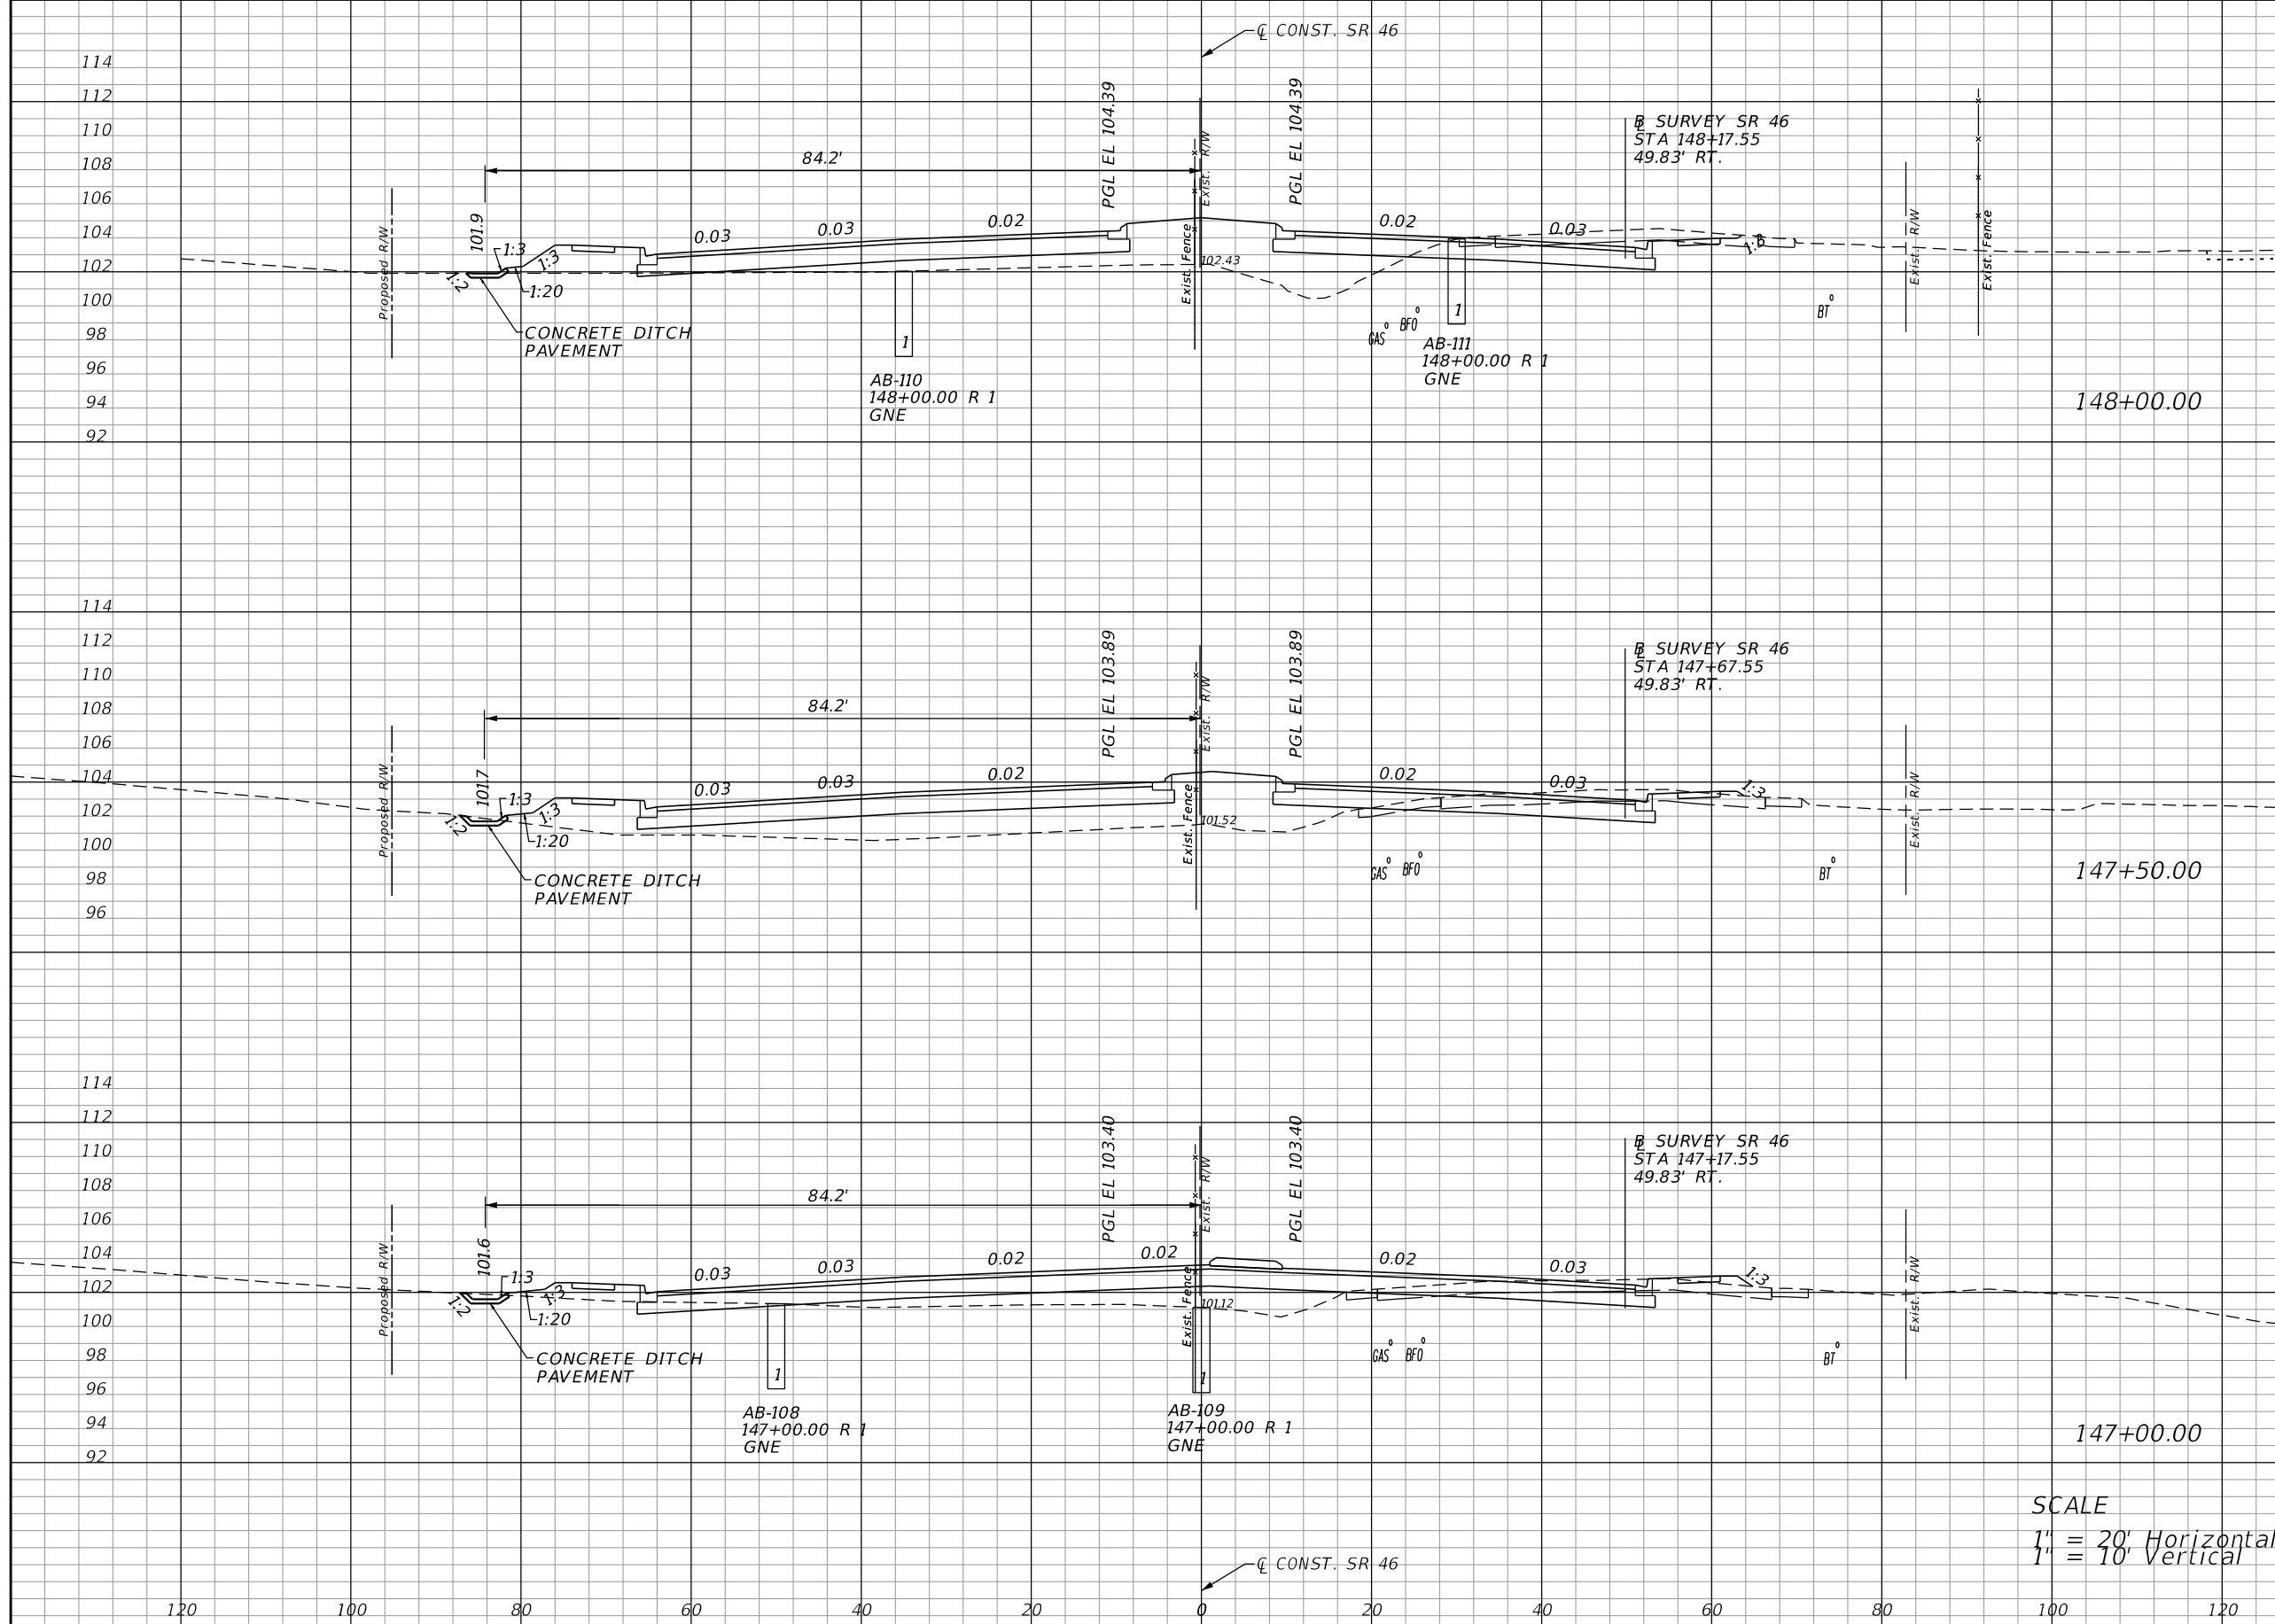 ℄ CONST. SR 46
114
112
110
108
106
104
102
100
98
96
94
92
PGL EL 104.39
PGL EL 104.39
Exist. R/W
84.2'
℄ SURVEY SR 46
STA 148+17.55
49.83' RT.
Proposed R/W
101.9
1:3
1:3
1:2
1:20
CONCRETE DITCH
PAVEMENT
0.03
0.03
0.02
Exist. Fence
102.43
0.02
0.03
1:3
Exist. R/W
Exist. Fence
GAS
BFO
BT
1
1
AB-110
148+00.00 R 1
GNE
AB-111
148+00.00 R 1
GNE
148+00.00
114
112
110
108
106
104
102
100
98
96
PGL EL 103.89
PGL EL 103.89
Exist. R/W
84.2'
℄ SURVEY SR 46
STA 147+67.55
49.83' RT.
Proposed R/W
101.7
1:3
1:3
1:2
1:20
CONCRETE DITCH
PAVEMENT
0.03
0.03
0.02
Exist. Fence
101.52
0.02
0.03
1:3
Exist. R/W
GAS
BFO
BT
147+50.00
114
112
110
108
106
104
102
100
98
96
94
92
PGL EL 103.40
PGL EL 103.40
Exist. R/W
84.2'
℄ SURVEY SR 46
STA 147+17.55
49.83' RT.
Proposed R/W
101.6
1:3
1:3
1:2
1:20
CONCRETE DITCH
PAVEMENT
0.03
0.03
0.02
0.02
Exist. Fence
101.12
0.02
0.03
1:3
Exist. R/W
GAS
BFO
BT
1
1
AB-108
147+00.00 R 1
GNE
AB-109
147+00.00 R 1
GNE
147+00.00
SCALE
1" = 20' Horizontal
1" = 10' Vertical
℄ CONST. SR 46
120 100 80 60 40 20 0 20 40 60 80 100 120